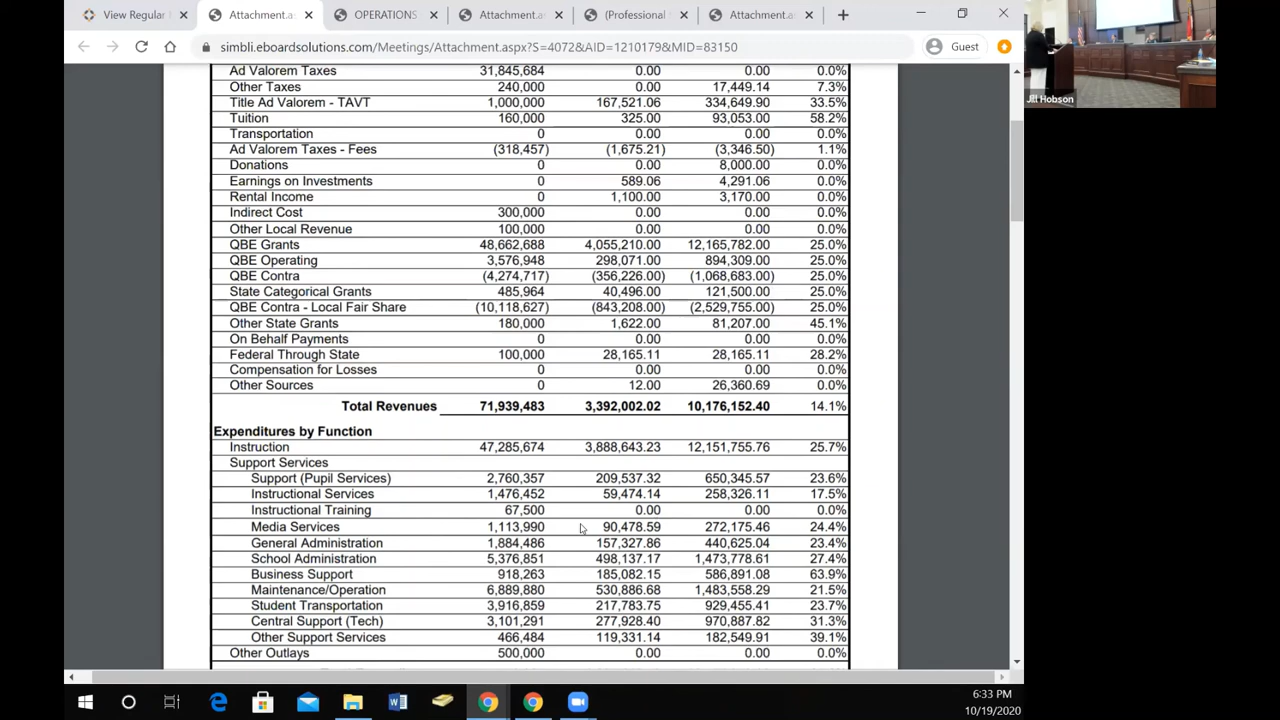 View Regular
Attachment.as
OPERATIONS
Attachment.as
(Professional
Attachment.as
simbli.eboardsolutions.com/Meetings/Attachment.aspx?S=4072&AID=1210179&MID=83150
Guest
Jill Hobson
Ad Valorem Taxes 31,845,684 0.00 0.00 0.0%
Other Taxes 240,000 0.00 17,449.14 7.3%
Title Ad Valorem - TAVT 1,000,000 167,521.06 334,649.90 33.5%
Tuition 160,000 325.00 93,053.00 58.2%
Transportation 0 0.00 0.00 0.0%
Ad Valorem Taxes - Fees (318,457) (1,675.21) (3,346.50) 1.1%
Donations 0 0.00 8,000.00 0.0%
Earnings on Investments 0 589.06 4,291.06 0.0%
Rental Income 0 1,100.00 3,170.00 0.0%
Indirect Cost 300,000 0.00 0.00 0.0%
Other Local Revenue 100,000 0.00 0.00 0.0%
QBE Grants 48,662,688 4,055,210.00 12,165,782.00 25.0%
QBE Operating 3,576,948 298,071.00 894,309.00 25.0%
QBE Contra (4,274,717) (356,226.00) (1,068,683.00) 25.0%
State Categorical Grants 485,964 40,496.00 121,500.00 25.0%
QBE Contra - Local Fair Share (10,118,627) (843,208.00) (2,529,755.00) 25.0%
Other State Grants 180,000 1,622.00 81,207.00 45.1%
On Behalf Payments 0 0.00 0.00 0.0%
Federal Through State 100,000 28,165.11 28,165.11 28.2%
Compensation for Losses 0 0.00 0.00 0.0%
Other Sources 0 12.00 26,360.69 0.0%
Total Revenues 71,939,483 3,392,002.02 10,176,152.40 14.1%
Expenditures by Function
Instruction 47,285,674 3,888,643.23 12,151,755.76 25.7%
Support Services
Support (Pupil Services) 2,760,357 209,537.32 650,345.57 23.6%
Instructional Services 1,476,452 59,474.14 258,326.11 17.5%
Instructional Training 67,500 0.00 0.00 0.0%
Media Services 1,113,990 90,478.59 272,175.46 24.4%
General Administration 1,884,486 157,327.86 440,625.04 23.4%
School Administration 5,376,851 498,137.17 1,473,778.61 27.4%
Business Support 918,263 185,082.15 586,891.08 63.9%
Maintenance/Operation 6,889,880 530,886.68 1,483,558.29 21.5%
Student Transportation 3,916,859 217,783.75 929,455.41 23.7%
Central Support (Tech) 3,101,291 277,928.40 970,887.82 31.3%
Other Support Services 466,484 119,331.14 182,549.91 39.1%
Other Outlays 500,000 0.00 0.00 0.0%
6:33 PM
10/19/2020